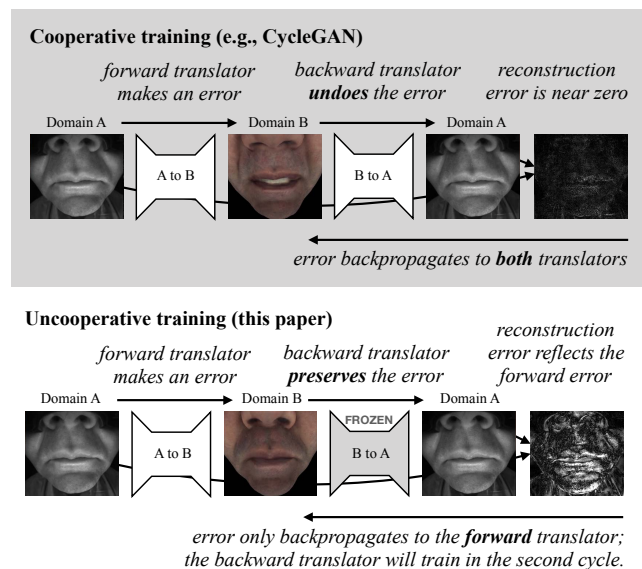 Cooperative training (e.g., CycleGAN)
forward translator
makes an error
backward translator
undoes the error
reconstruction
error is near zero
Domain A
Domain B
Domain A
A to B
B to A
error backpropagates to both translators
Uncooperative training (this paper)
forward translator
makes an error
backward translator
preserves the error
reconstruction
error reflects the
forward error
Domain A
Domain B
Domain A
FROZEN
A to B
B to A
error only backpropagates to the forward translator;
the backward translator will train in the second cycle.